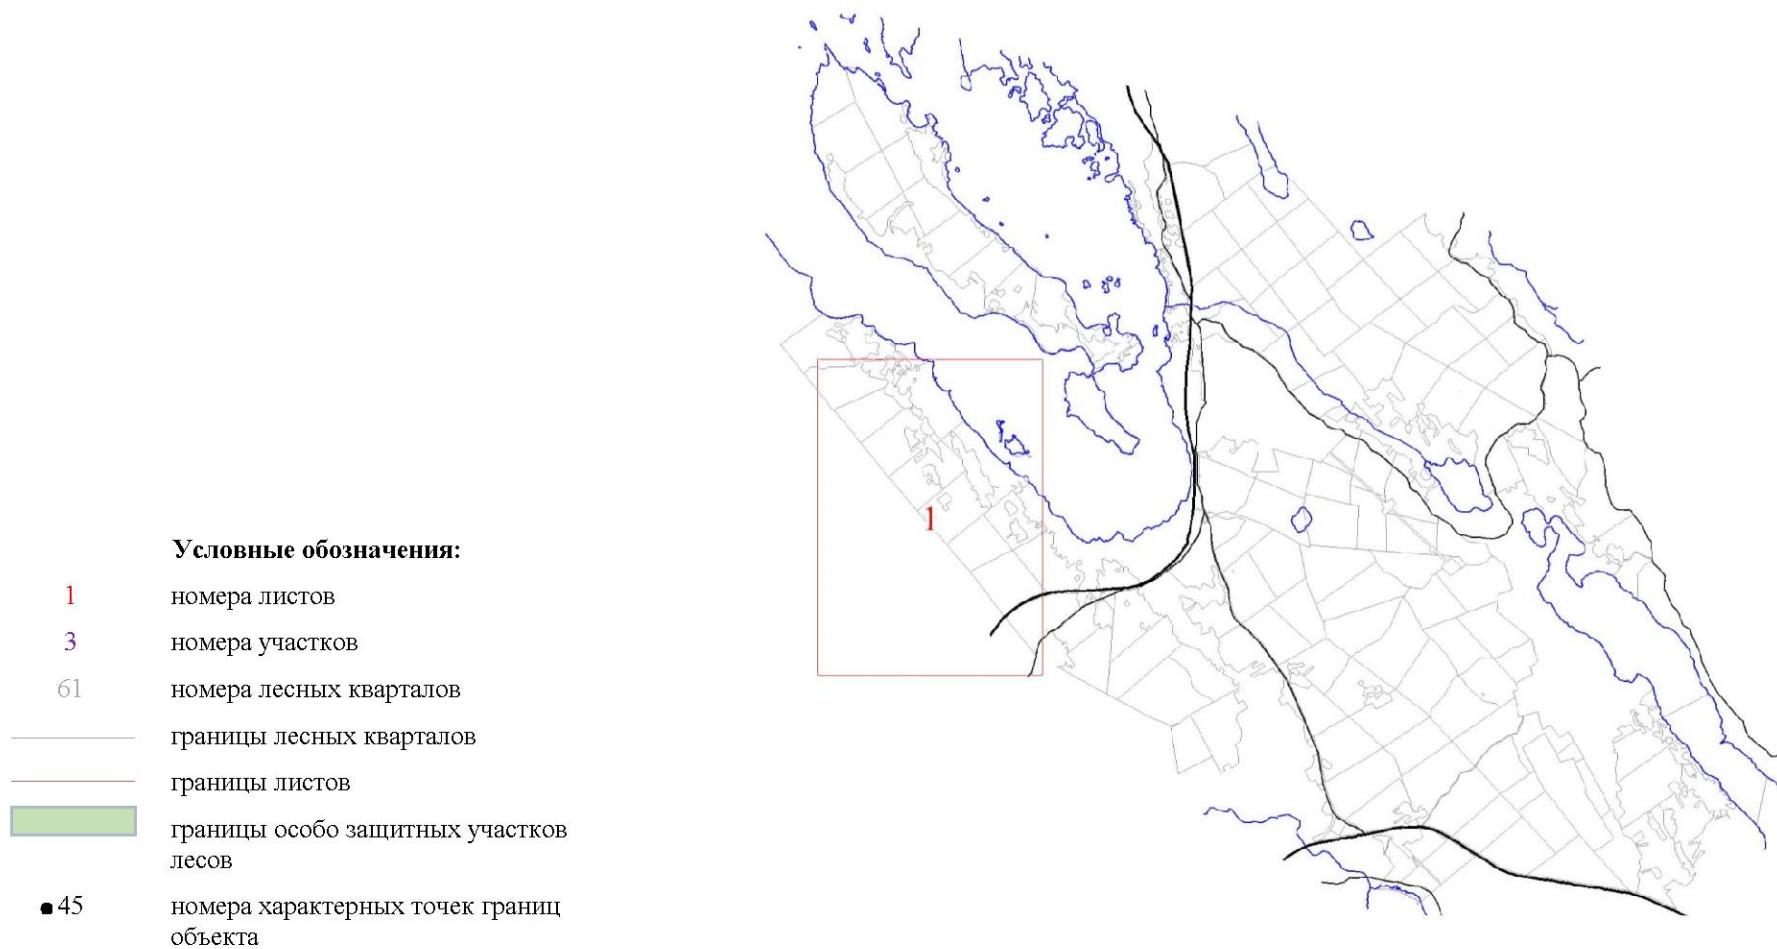 1
Условные обозначения:
1 номера листов
3 номера участков
61 номера лесных кварталов
границы лесных кварталов
границы листов
границы особо защитных участков
лесов
45 номера характерных точек границ
объекта